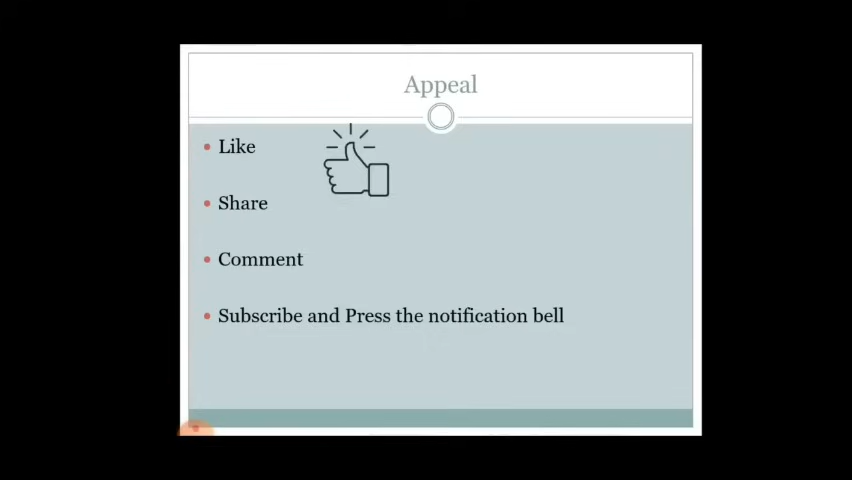 Appeal
Like
Share
Comment
Subscribe and Press the notification bell